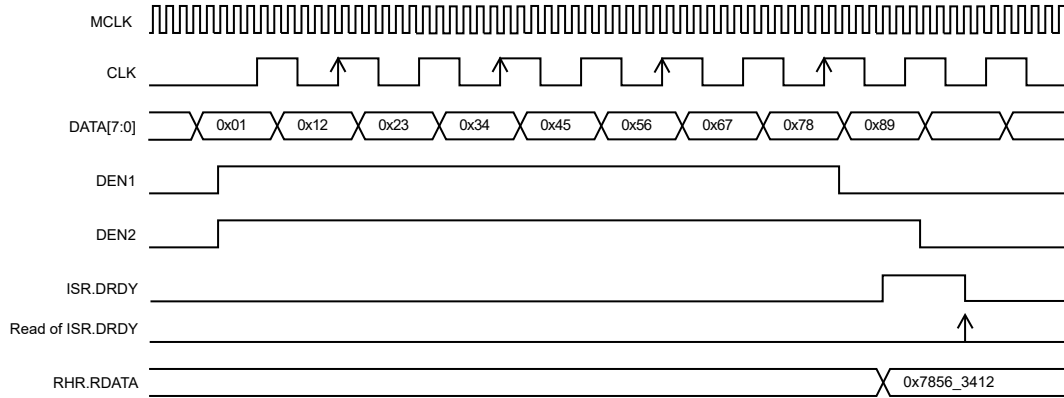 MCLK
CLK
DATA[7:0] 0x01 0x12 0x23 0x34 0x45 0x56 0x67 0x78 0x89
DEN1
DEN2
ISR.DRDY
Read of ISR.DRDY
RHR.RDATA 0x7856_3412